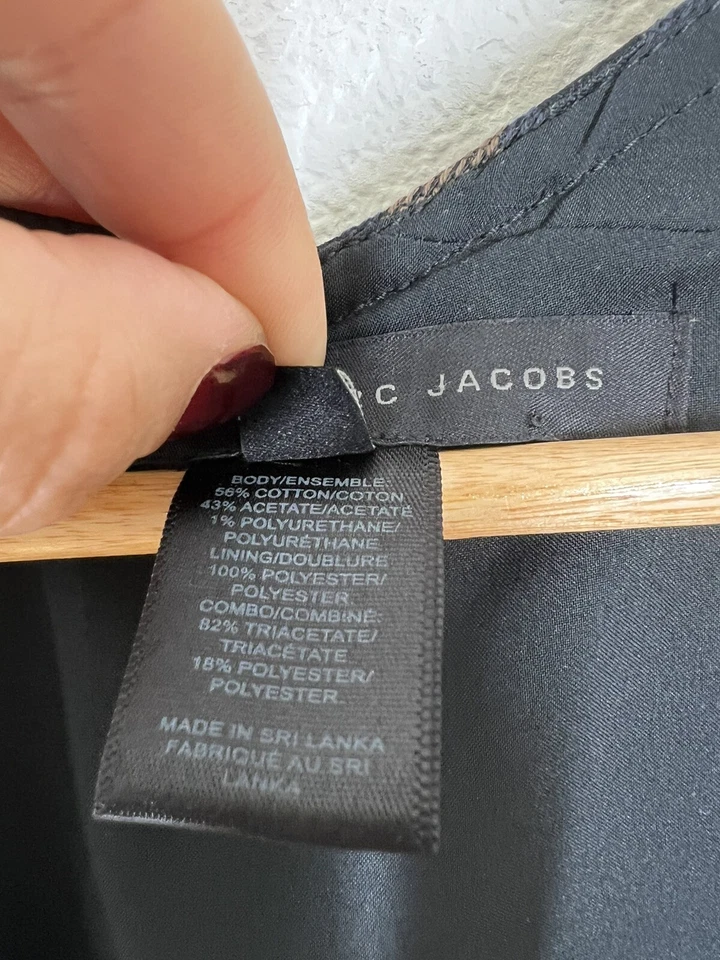 C JACOBS
BODY/ENSEMBLE
56% COTTON/COTON
43% ACETATE/ACÉTATE
1% POLYURETHANE/
POLYURÉTHANE
LINING/DOUBLURE
100% POLYESTER/
POLYESTER
COMBO/COMBINÉ:
82% TRIACETATE/
TRIACÉTATE
18% POLYESTER/
POLYESTER
MADE IN SRI LANKA
FABRIQUÉ AU SRI
LANKA